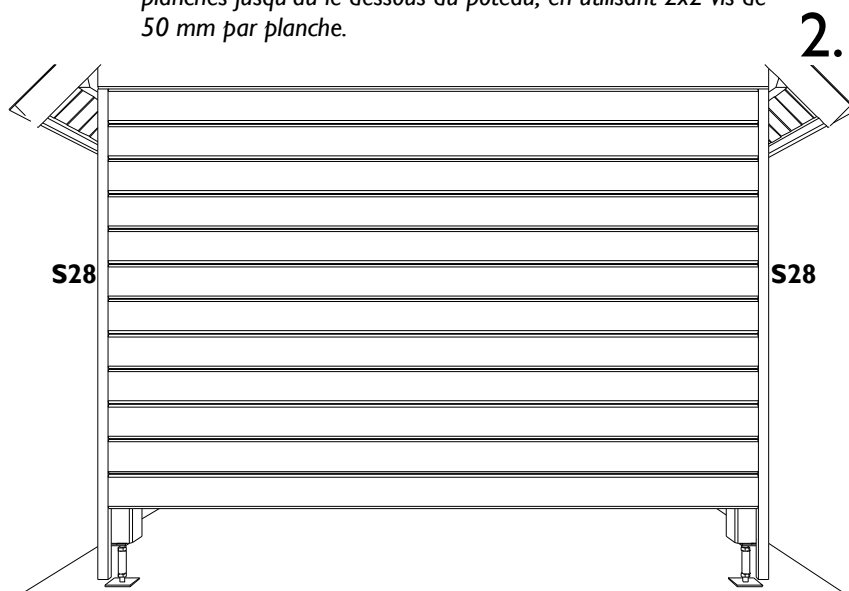 planches jusqu'au le dessous du poteau, en utilisant 2x2 vis de
50 mm par planche.
2.
S28
S28